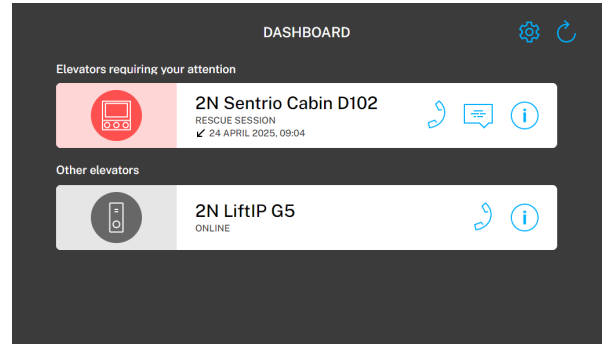 DASHBOARD
Elevators requiring your attention
2N Sentrio Cabin D102
RESCUE SESSION
↙ 24 APRIL 2025, 09:04
Other elevators
2N LiftIP G5
ONLINE